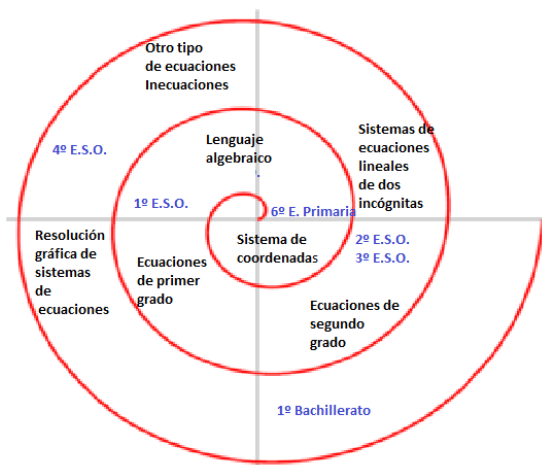 Otro tipo
de ecuaciones
Inecuaciones
4º E.S.O.
Lenguaje
algebraico
Sistemas de
ecuaciones
lineales
de dos
incógnitas
1º E.S.O.
6º E. Primaria
Resolución
gráfica de
sistemas
de
ecuaciones
Ecuaciones
de primer
grado
Sistema de
coordenadas
2º E.S.O.
3º E.S.O.
Ecuaciones de
segundo
grado
1º Bachillerato